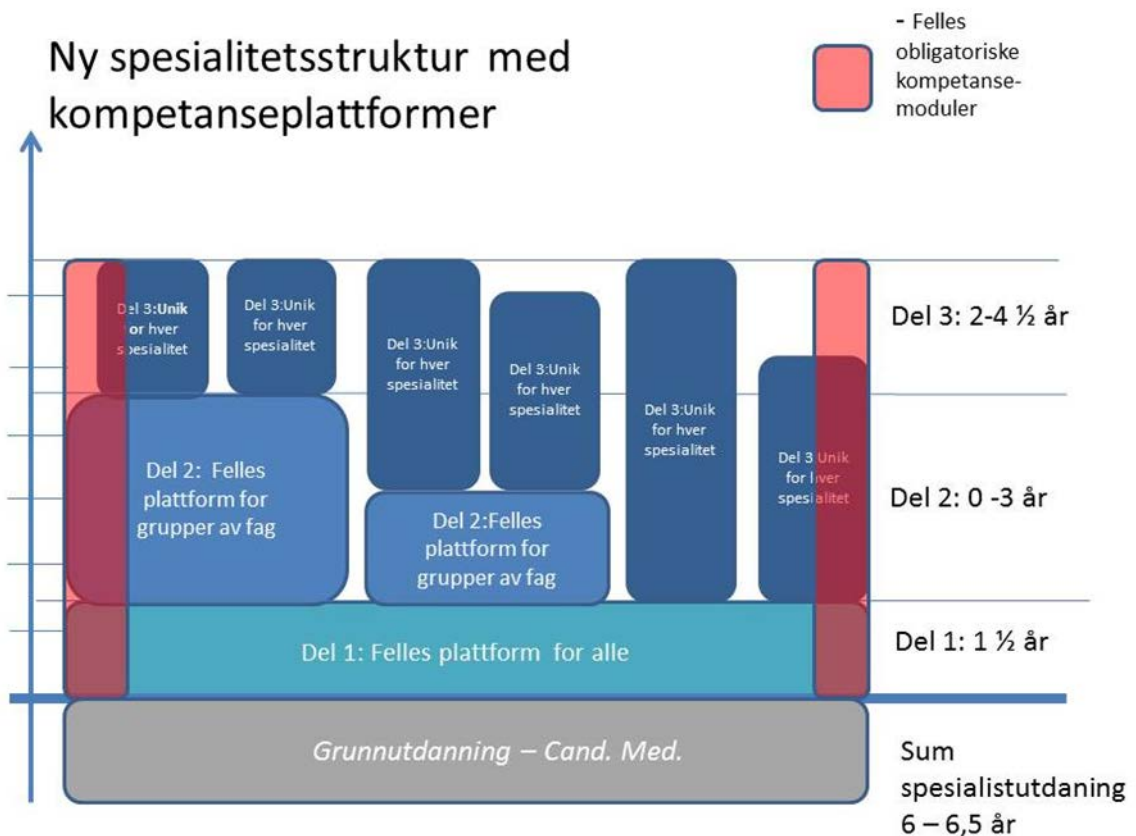 Ny spesialitetsstruktur med
kompetanseplattformer
- Felles
obligatoriske
kompetanse-
moduler
Del 3:Unik
for hver
spesialitet
Del 3:Unik
for hver
spesialitet
Del 3:Unik
for hver
spesialitet
Del 3:Unik
for hver
spesialitet
Del 3:Unik
for hver
spesialitet
Del 3:Unik
for hver
spesialitet
Del 3: 2-4 ½ år
Del 2: Felles
plattform for
grupper av fag
Del 2:Felles
plattform for
grupper av fag
Del 2: 0 -3 år
Del 1: Felles plattform for alle
Del 1: 1 ½ år
Grunnutdanning – Cand. Med.
Sum
spesialistutdaning
6 – 6,5 år